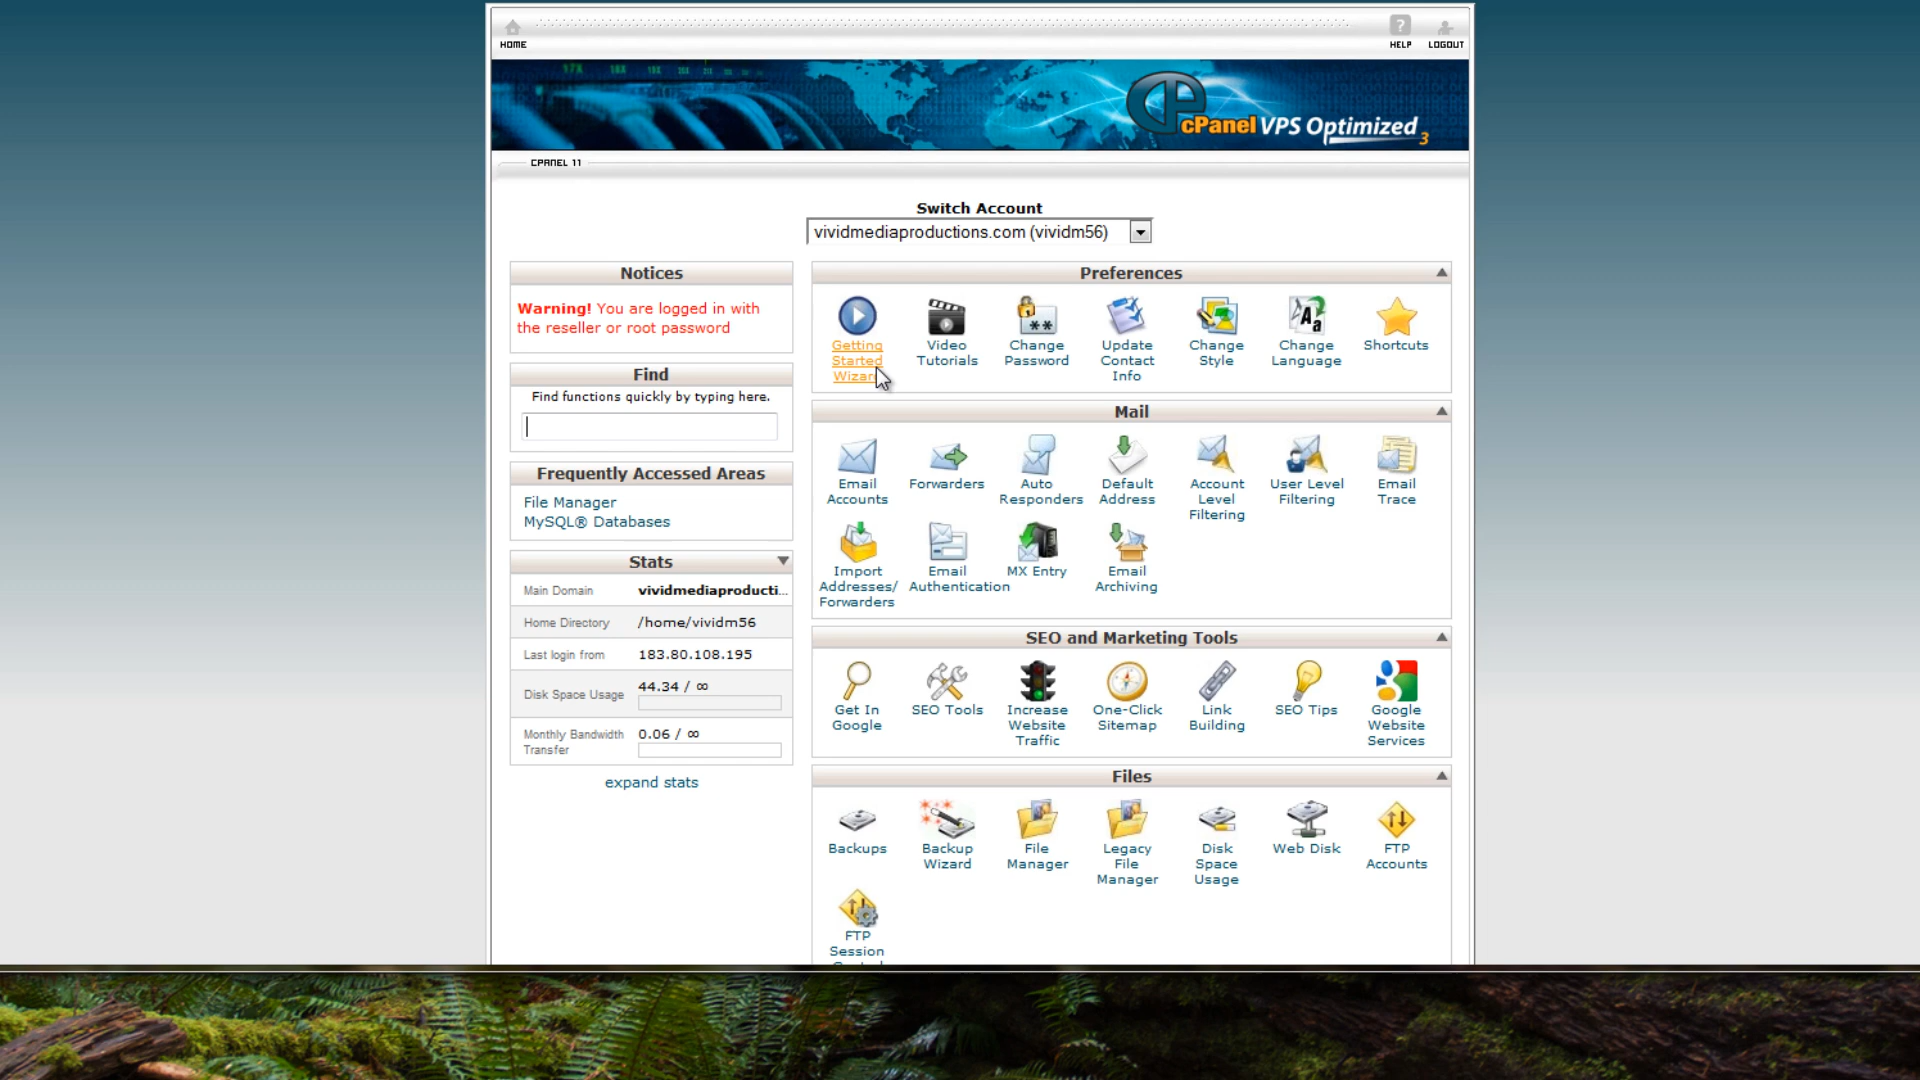 HOME
HELP
LOGOUT
cPanel VPS Optimized 3
CPANEL 11
Switch Account
vividmediaproductions.com (vividm56)
Notices
Warning! You are logged in with
the reseller or root password
Find
Find functions quickly by typing here.
Frequently Accessed Areas
File Manager
MySQL® Databases
Stats
Main Domain vividmediaproducti...
Home Directory /home/vividm56
Last login from 183.80.108.195
Disk Space Usage 44.34 / ∞
Monthly Bandwidth
Transfer
0.06 / ∞
expand stats
Preferences
Getting
Started
Wizard
Video
Tutorials
Change
Password
Update
Contact
Info
Change
Style
Change
Language
Shortcuts
Mail
Email
Accounts
Forwarders
Auto
Responders
Default
Address
Account
Level
Filtering
User Level
Filtering
Email
Trace
Import
Addresses/
Forwarders
Email
Authentication
MX Entry
Email
Archiving
SEO and Marketing Tools
Get In
Google
SEO Tools
Increase
Website
Traffic
One-Click
Sitemap
Link
Building
SEO Tips
Google
Website
Services
Files
Backups
Backup
Wizard
File
Manager
Legacy
File
Manager
Disk
Space
Usage
Web Disk
FTP
Accounts
FTP
Session